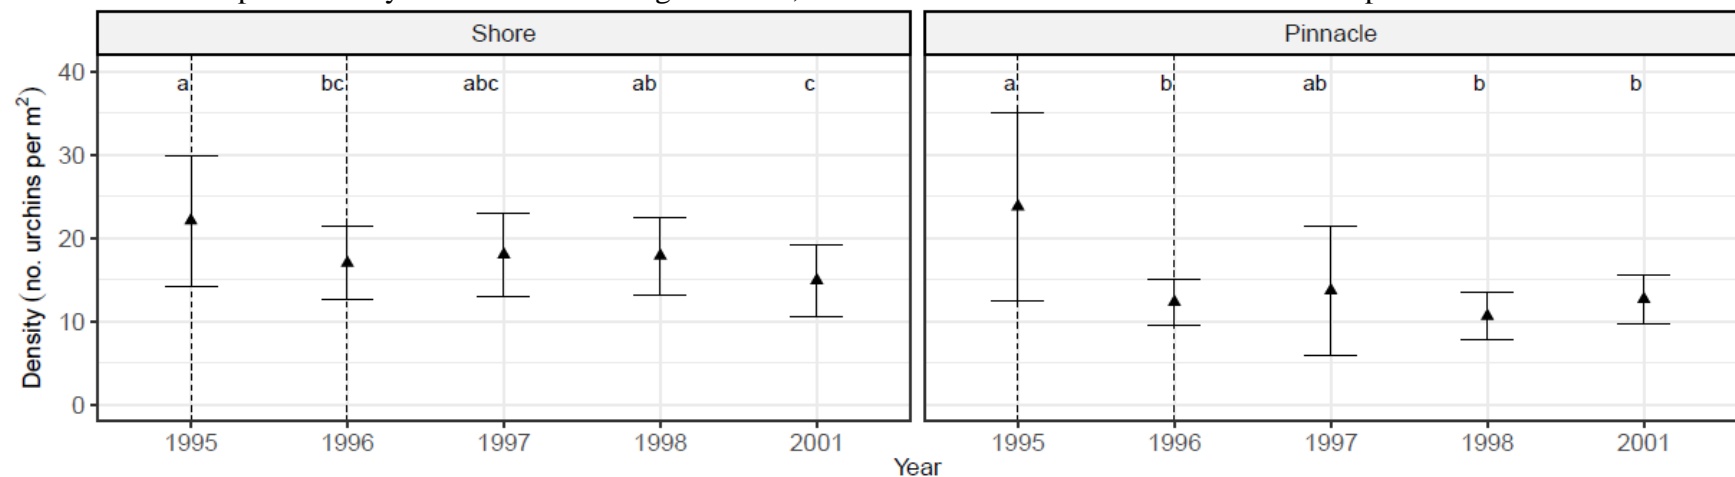 Shore Pinnacle
40 a bc abc ab c a b ab b b
30
20
10
0
Density (no. urchins per m²)
1995 1996 1997 1998 2001 1995 1996 1997 1998 2001
Year